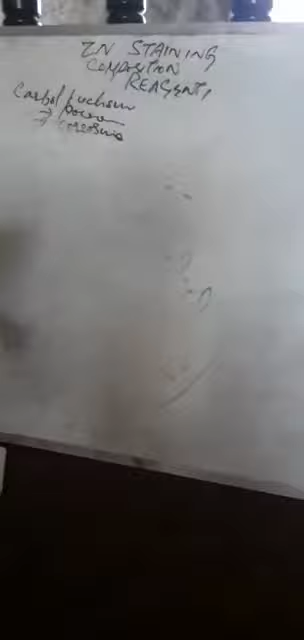 ZN STAINING
COMPOSITION
REAGENT,
Carbol fuchsin
→
→